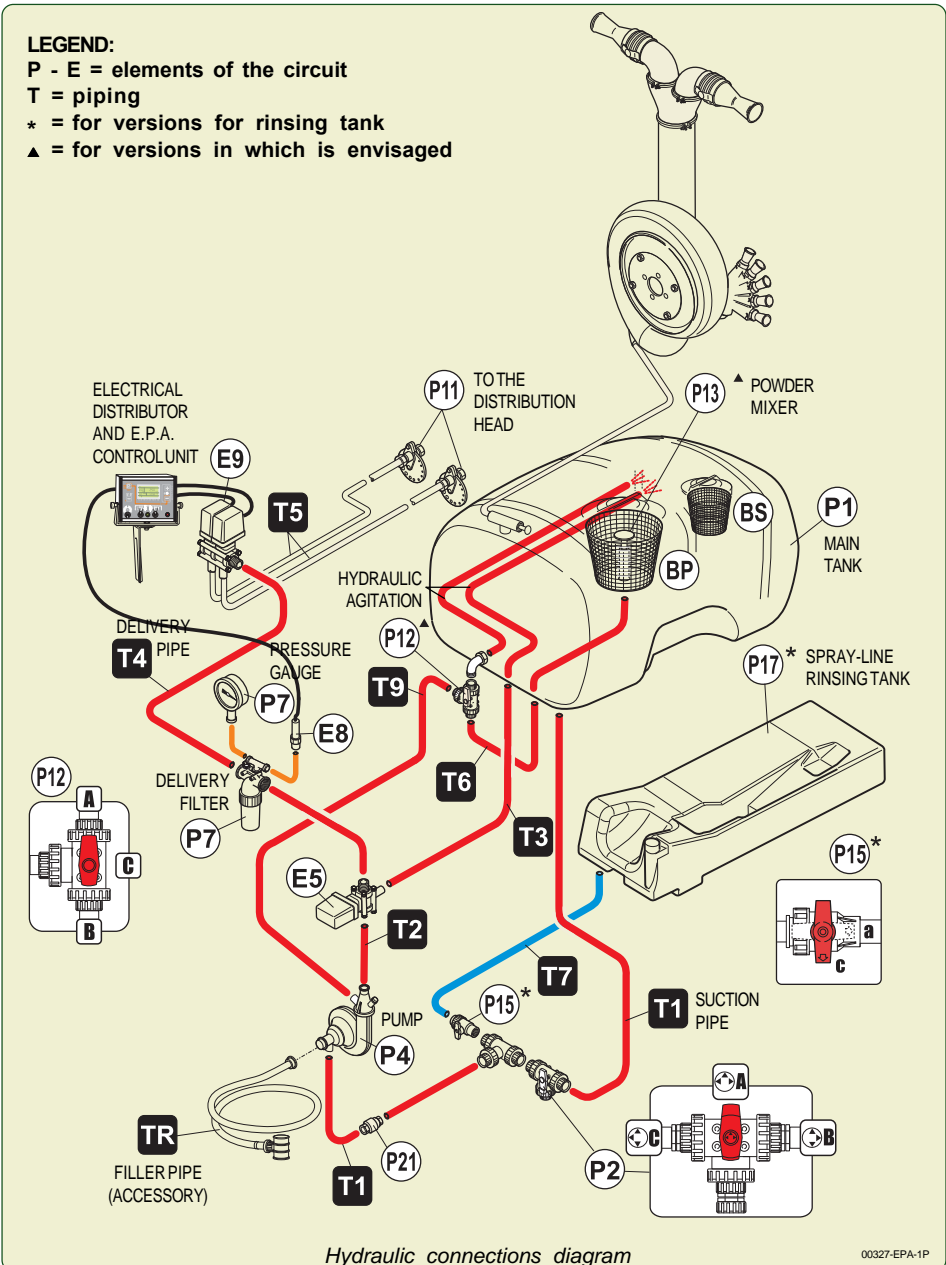 LEGEND:
P - E = elements of the circuit
T = piping
* = for versions for rinsing tank
▲ = for versions in which is envisaged
ELECTRICAL
DISTRIBUTOR
AND E.P.A.
CONTROLUNIT
E9
P11
TO THE
DISTRIBUTION
HEAD
P13
▲
POWDER
MIXER
T5
BS
BP
P1
MAIN
TANK
HYDRAULIC
AGITATION
DELIVERY
PIPE
T4
PRESSURE
GAUGE
P7
P12
▲
T9
E8
P17
*
SPRAY-LINE
RINSING TANK
T6
T3
P12
A
C
B
DELIVERY
FILTER
P7
E5
T2
P15
*
a
c
T7
P15
*
T1
SUCTION
PIPE
PUMP
P4
TR
FILLER PIPE
(ACCESSORY)
T1
P21
P2
A
C
B
Hydraulic connections diagram
00327-EPA-1P